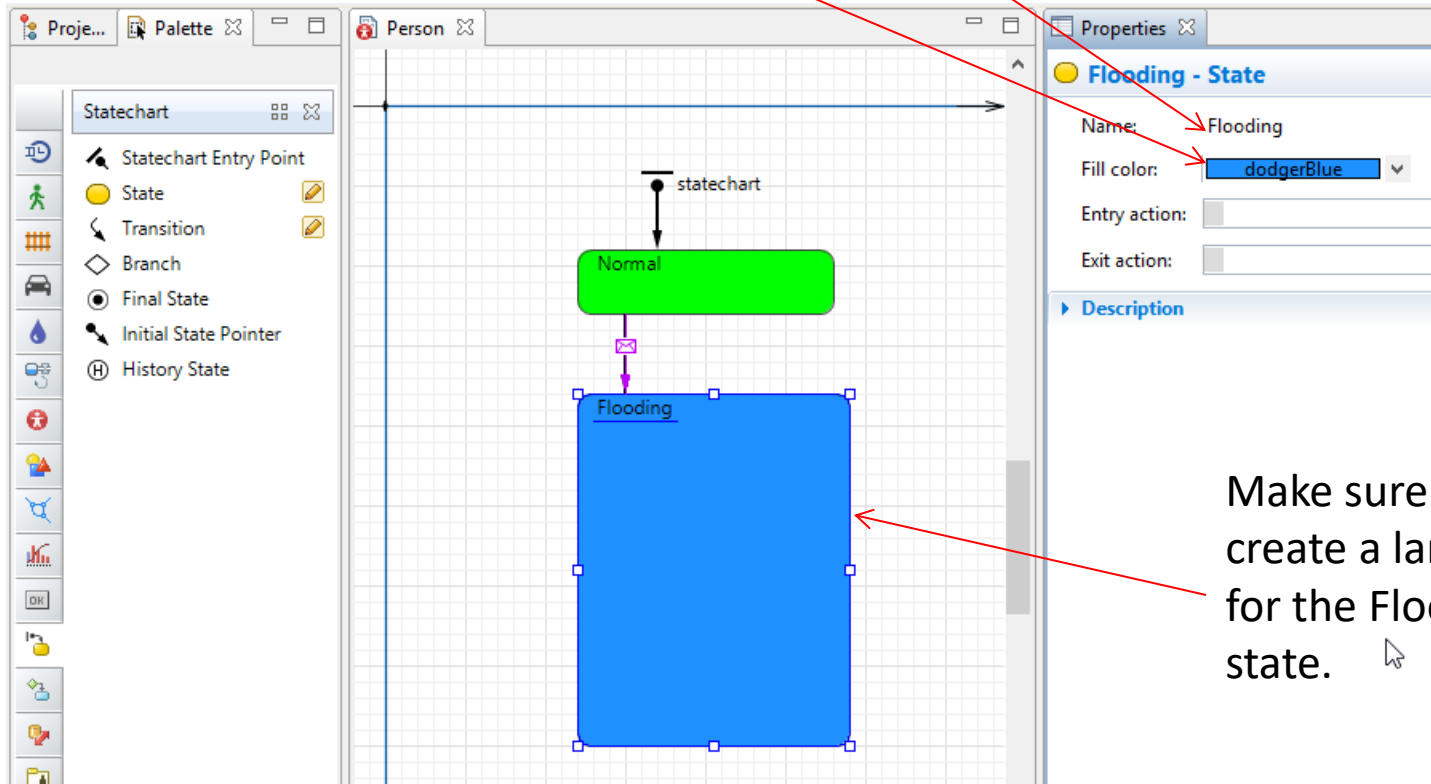 Proje...
Palette
Statechart
Statechart Entry Point
State
Transition
Branch
Final State
Initial State Pointer
History State
OK
Person
statechart
Normal
Flooding
Properties
Flooding - State
Name: Flooding
Fill color: dodgerBlue
Entry action:
Exit action:
Description
Make sure
create a
for the
state.